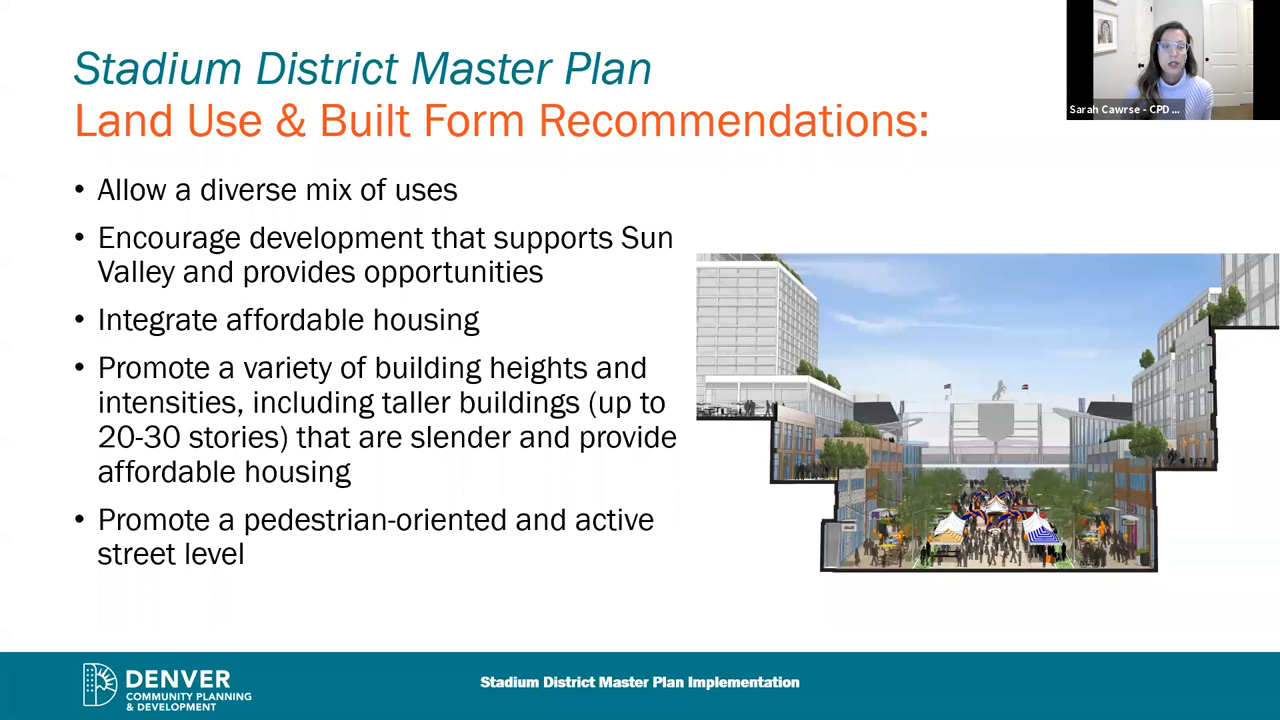 Stadium District Master Plan
Land Use & Built Form Recommendations:
Sarah Cawrse - CPD ...
• Allow a diverse mix of uses
• Encourage development that supports Sun
Valley and provides opportunities
• Integrate affordable housing
• Promote a variety of building heights and
intensities, including taller buildings (up to
20-30 stories) that are slender and provide
affordable housing
• Promote a pedestrian-oriented and active
street level
DENVER
COMMUNITY PLANNING
& DEVELOPMENT
Stadium District Master Plan Implementation